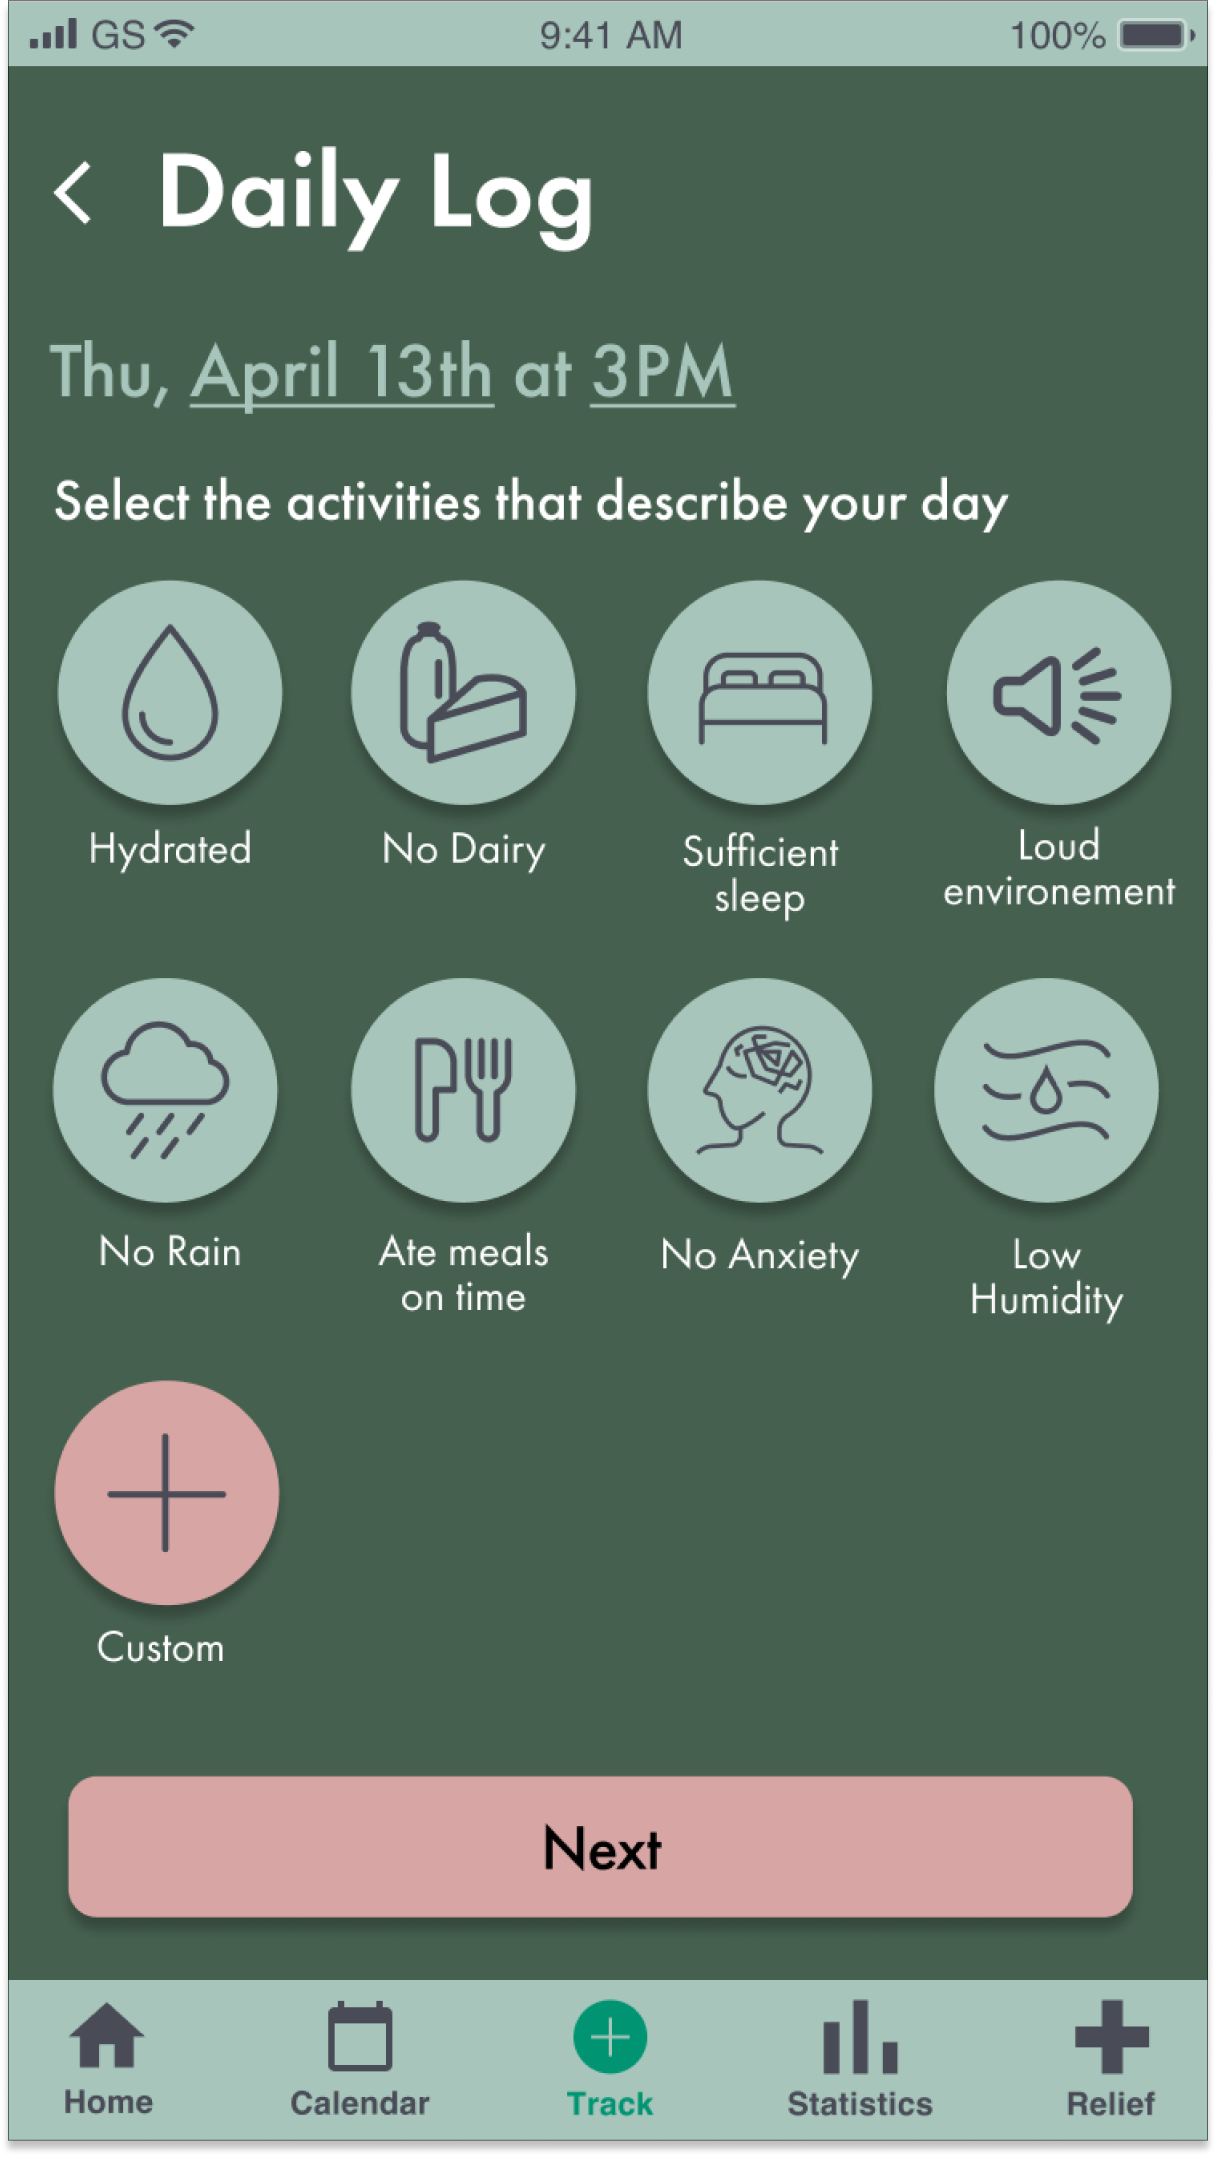 GS 9:41 AM 100%
Daily Log
Thu, April 13th at 3PM
Select the activities that describe your day
Hydrated
No Dairy
Sufficient
sleep
Loud
environement
No Rain
Ate meals
on time
No Anxiety
Low
Humidity
Custom
Next
Home Calendar Track Statistics Relief